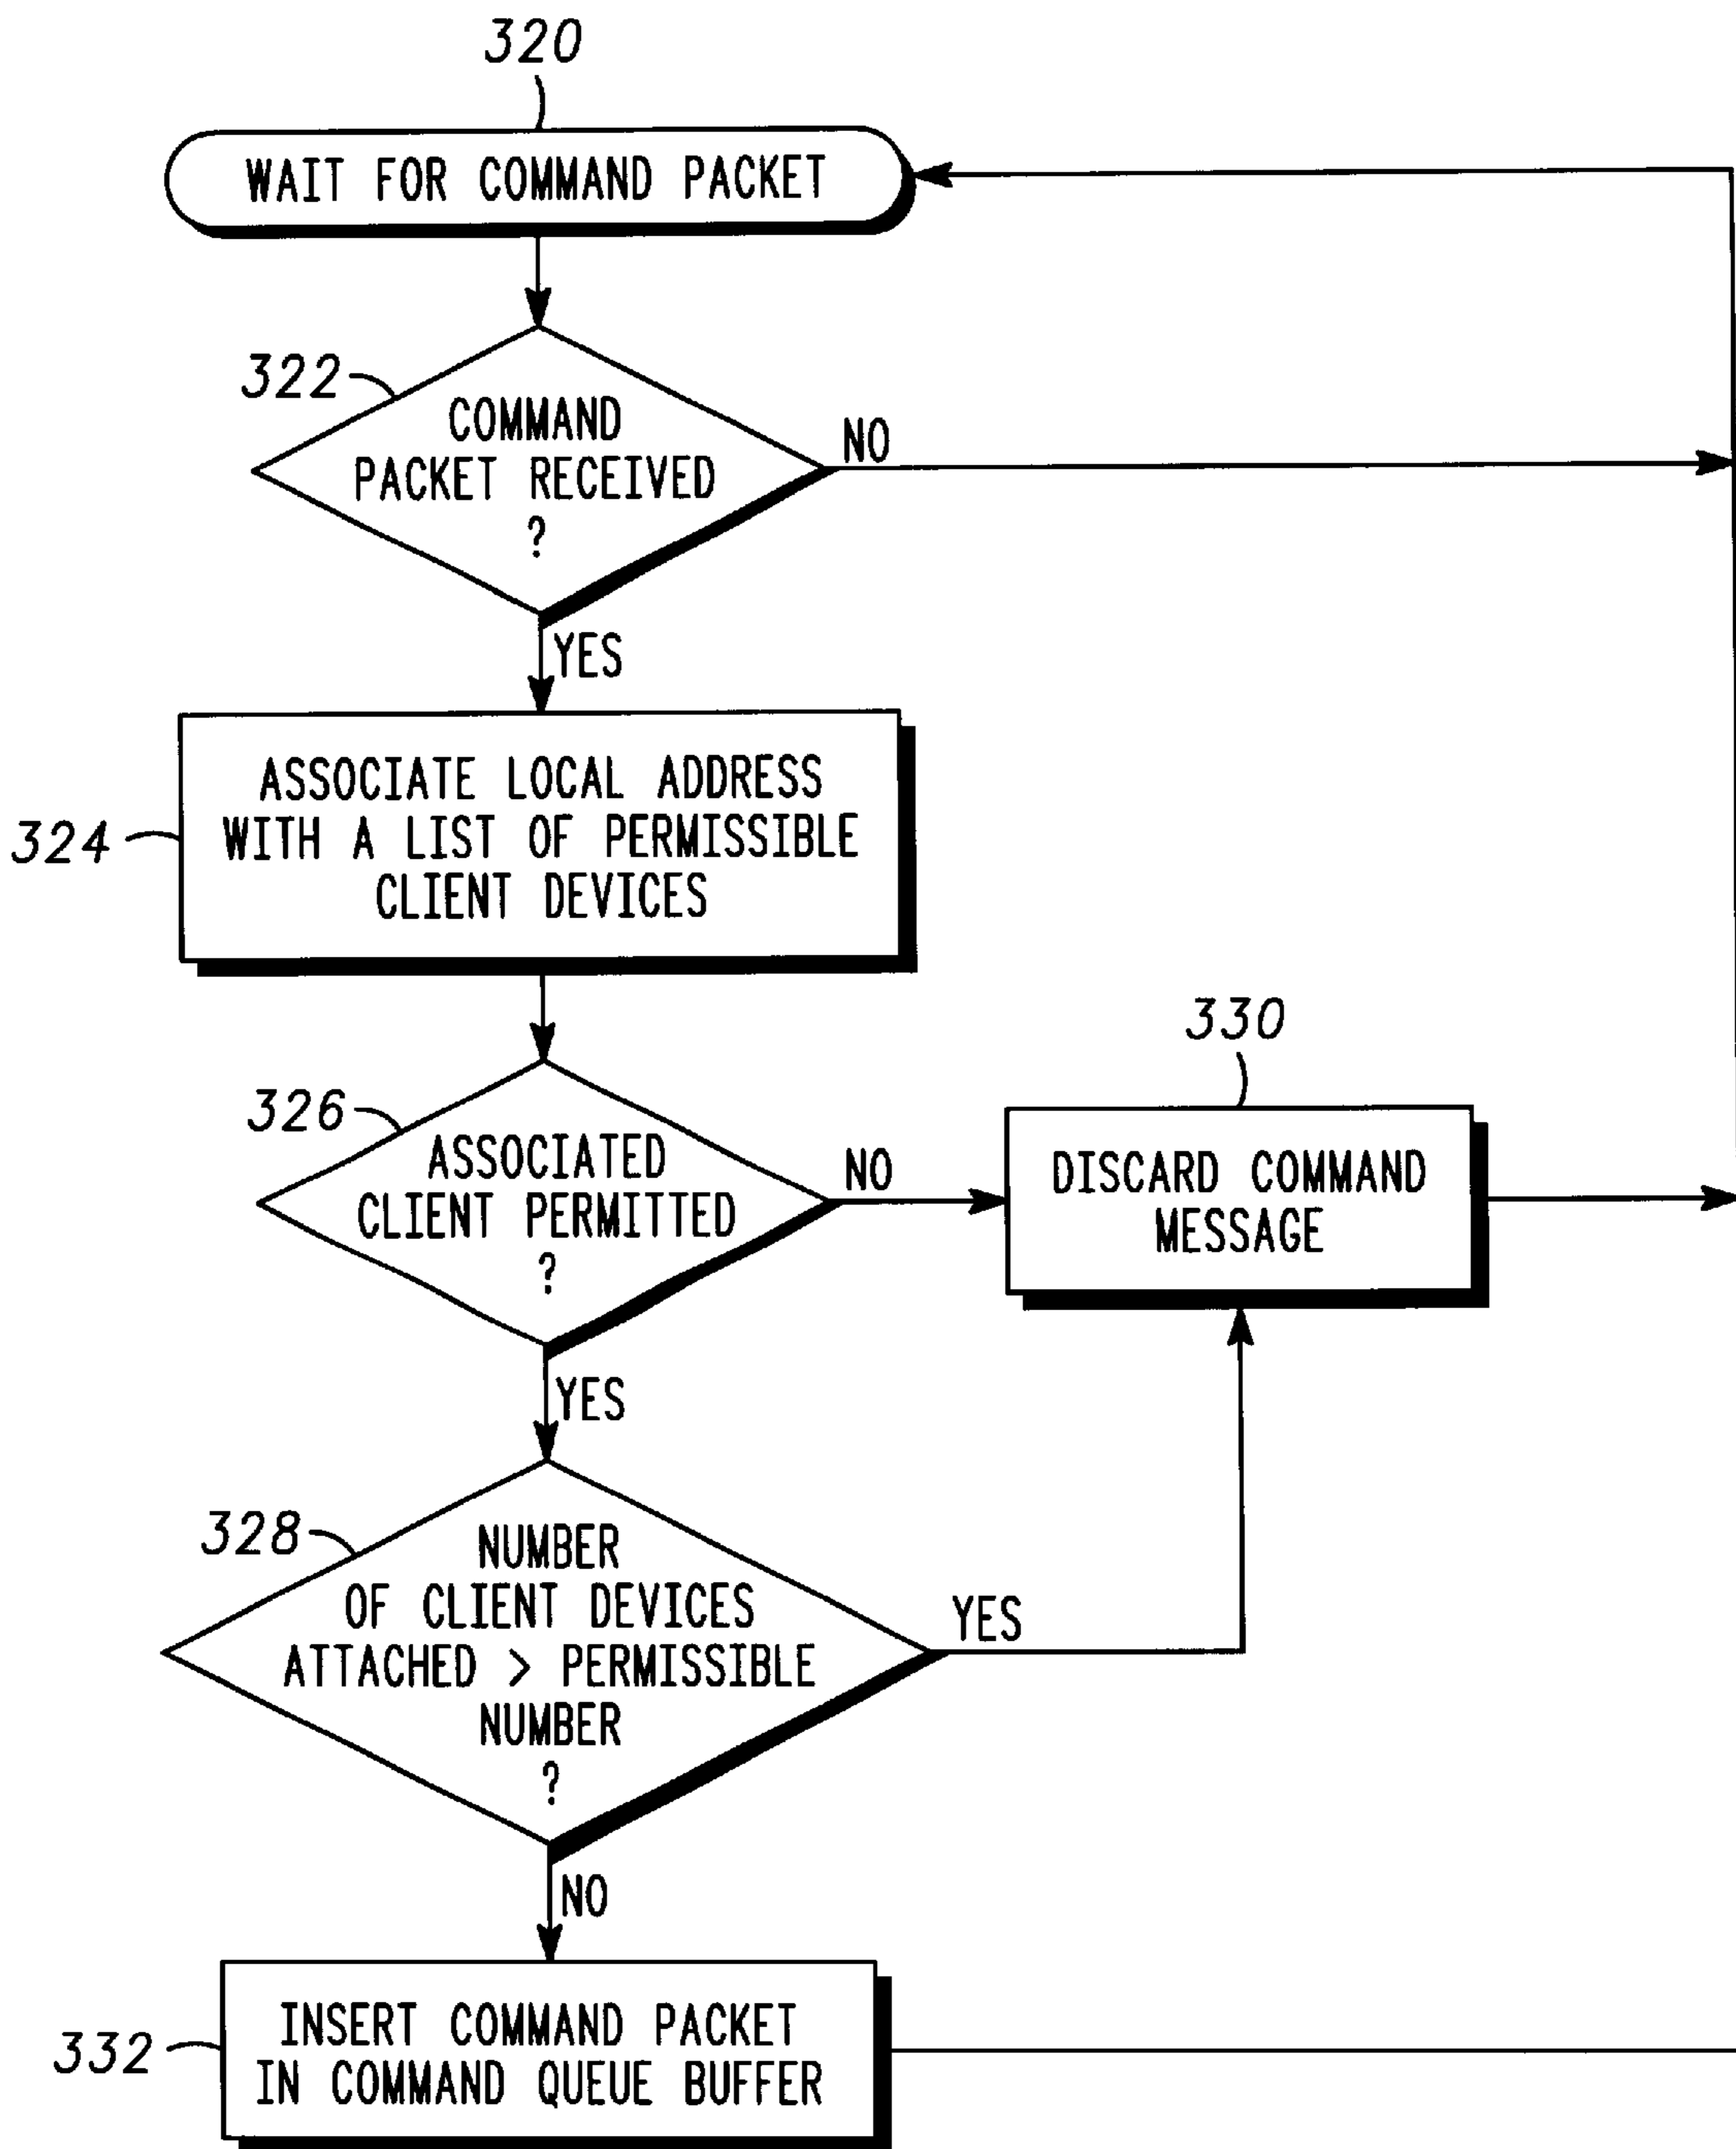 320
WAIT FOR COMMAND PACKET
322
COMMAND
PACKET RECEIVED
?
NO
YES
324
ASSOCIATE LOCAL ADDRESS
WITH A LIST OF PERMISSIBLE
CLIENT DEVICES
326
ASSOCIATED
CLIENT PERMITTED
?
NO
330
DISCARD COMMAND
MESSAGE
YES
328
NUMBER
OF CLIENT DEVICES
ATTACHED > PERMISSIBLE
NUMBER
?
YES
NO
332
INSERT COMMAND PACKET
IN COMMAND QUEUE BUFFER